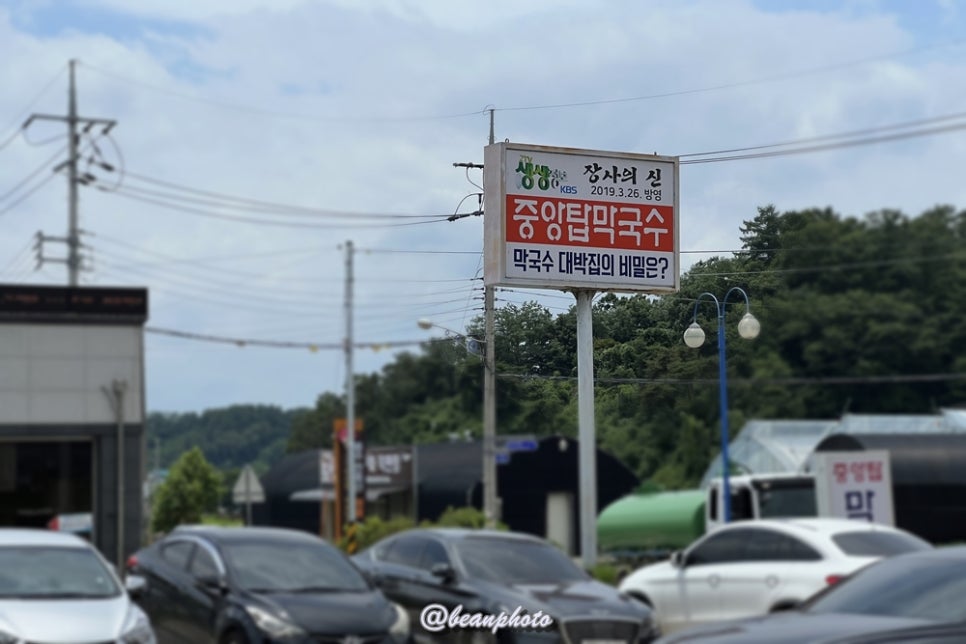 생생정보 장사의 신
KBS 2019.3.26. 방영
중앙탑막국수
막국수 대박집의 비밀은?
중앙탑
막
@beanphoto